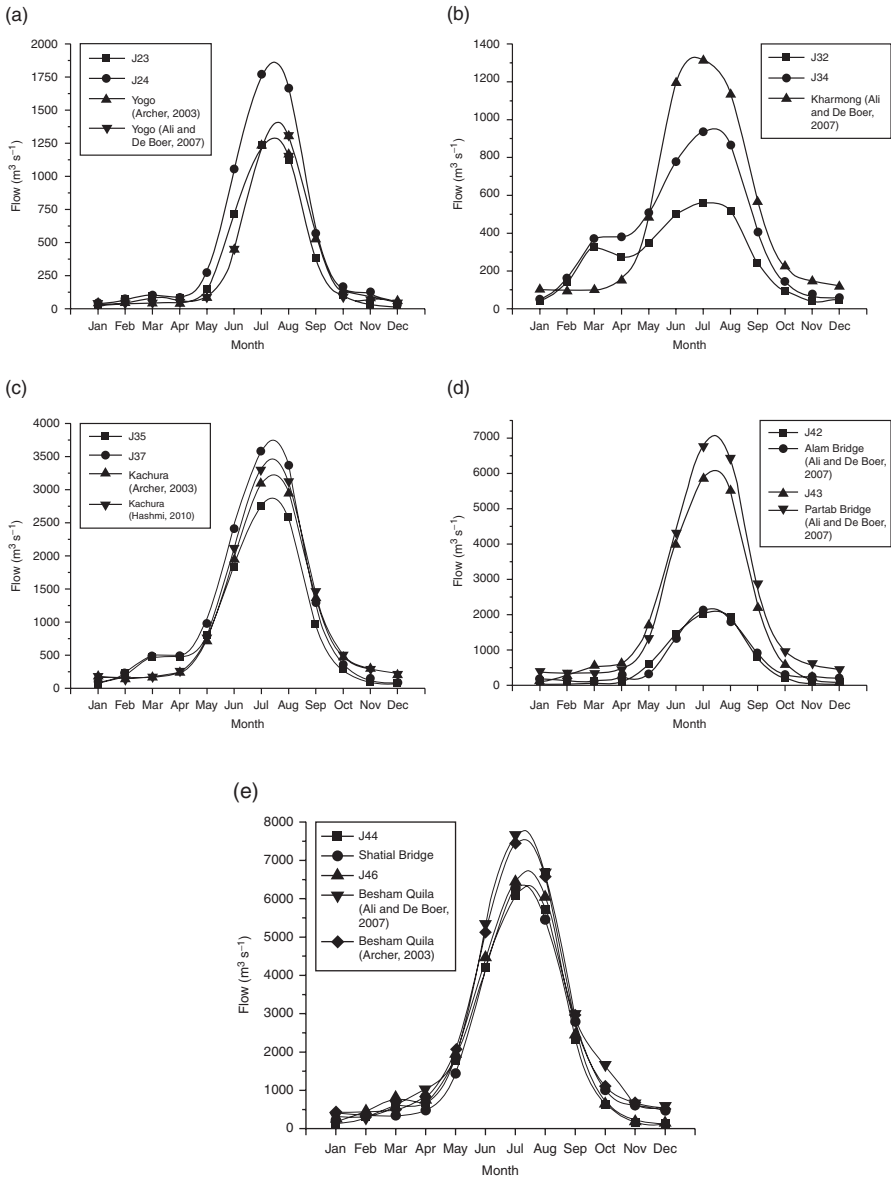 (a)
2000
1750
1500
1250
1000
750
500
250
0
Flow (m³ s⁻¹)
J23
J24
Yogo
(Archer, 2003)
Yogo (Ali and
De Boer, 2007)
Jan Feb Mar Apr May Jun Jul Aug Sep Oct Nov Dec
Month
(b)
1400
1200
1000
800
600
400
200
0
Flow (m³ s⁻¹)
J32
J34
Kharmong (Ali
and De Boer,
2007)
Jan Feb Mar Apr May Jun Jul Aug Sep Oct Nov Dec
Month
(c)
4000
3500
3000
2500
2000
1500
1000
500
0
Flow (m³ s⁻¹)
J35
J37
Kachura
(Archer, 2003)
Kachura
(Hashmi, 2010)
Jan Feb Mar Apr May Jun Jul Aug Sep Oct Nov Dec
Month
(d)
7000
6000
5000
4000
3000
2000
1000
0
Flow (m³ s⁻¹)
J42
Alam Bridge
(Ali and De Boer,
2007)
J43
Partab Bridge
(Ali and De Boer,
2007)
Jan Feb Mar Apr May Jun Jul Aug Sep Oct Nov Dec
Month
(e)
8000
7000
6000
5000
4000
3000
2000
1000
0
Flow (m³ s⁻¹)
J44
Shatial Bridge
J46
Besham Quila
(Ali and De Boer,
2007)
Besham Quila
(Archer, 2003)
Jan Feb Mar Apr May Jun Jul Aug Sep Oct Nov Dec
Month